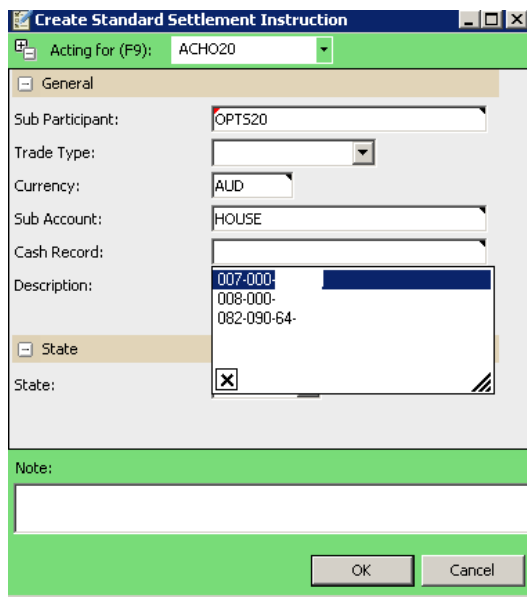 Create Standard Settlement Instruction
Acting for (F9): ACHO20
General
Sub Participant: OPTS20
Trade Type:
Currency: AUD
Sub Account: HOUSE
Cash Record:
007-000-
008-000-
082-090-64-
Description:
State
State:
Note:
OK Cancel